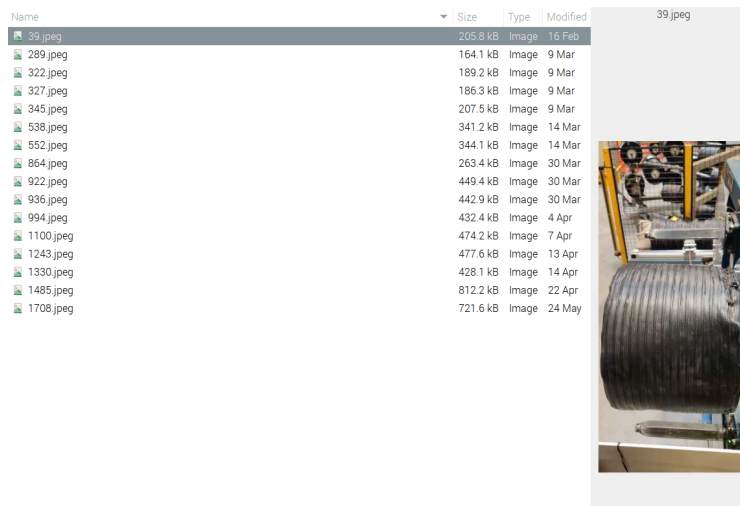 Name Size Type Modified
39.jpeg 205.8 kB Image 16 Feb
289.jpeg 164.1 kB Image 9 Mar
322.jpeg 189.2 kB Image 9 Mar
327.jpeg 186.3 kB Image 9 Mar
345.jpeg 207.5 kB Image 9 Mar
538.jpeg 341.2 kB Image 14 Mar
552.jpeg 344.1 kB Image 14 Mar
864.jpeg 263.4 kB Image 30 Mar
922.jpeg 449.4 kB Image 30 Mar
936.jpeg 442.9 kB Image 30 Mar
994.jpeg 432.4 kB Image 4 Apr
1100.jpeg 474.2 kB Image 7 Apr
1243.jpeg 477.6 kB Image 13 Apr
1330.jpeg 428.1 kB Image 14 Apr
1485.jpeg 812.2 kB Image 22 Apr
1708.jpeg 721.6 kB Image 24 May
39.jpeg